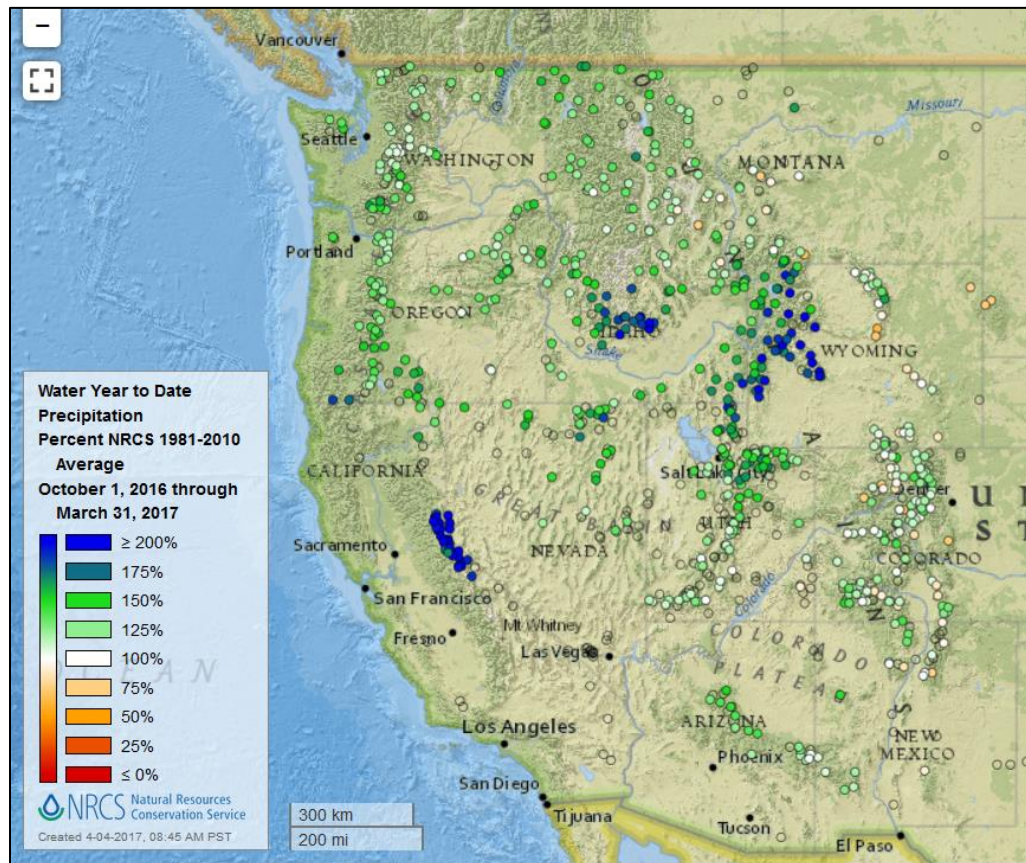 −
Vancouver
Columbia
Missouri
Seattle
WASHINGTON
MONTANA
Portland
OREGON
IDAHO
Snake
WYOMING
CALIFORNIA
Salt Lake City
GREAT BASIN
UTAH
Denver
NEVADA
COLORADO
Sacramento
San Francisco
Colorado
Fresno
Mt Whitney
Las Vegas
COLORADO
PLATEAU
Los Angeles
ARIZONA
NEW
MEXICO
Phoenix
San Diego
Tijuana
Tucson
El Paso
Water Year to Date
Precipitation
Percent NRCS 1981-2010
Average
October 1, 2016 through
March 31, 2017
≥ 200%
175%
150%
125%
100%
75%
50%
25%
≤ 0%
NRCS Natural Resources
Conservation Service
Created 4-04-2017, 08:45 AM PST
300 km
200 mi